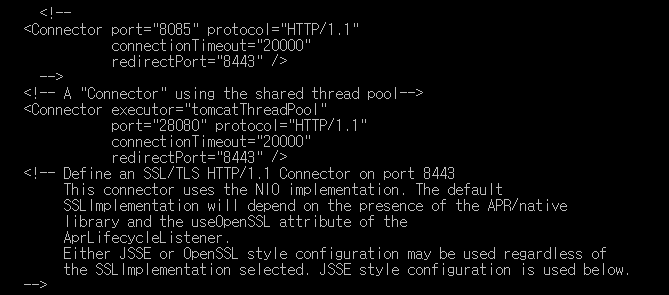 <!--
<Connector port="8085" protocol="HTTP/1.1"
connectionTimeout="20000"
redirectPort="8443" />
-->
<!-- A "Connector" using the shared thread pool-->
<Connector executor="tomcatThreadPool"
port="28080" protocol="HTTP/1.1"
connectionTimeout="20000"
redirectPort="8443" />
<!-- Define an SSL/TLS HTTP/1.1 Connector on port 8443
This connector uses the NIO implementation. The default
SSLImplementation will depend on the presence of the APR/native
library and the useOpenSSL attribute of the
AprLifecycleListener.
Either JSSE or OpenSSL style configuration may be used regardless of
the SSLImplementation selected. JSSE style configuration is used below.
-->